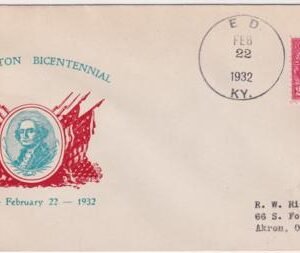 E D
FEB
22
1932
KY.
TON BICENTENNIAL
February 22 — 1932
R. W. Ri
66 S. Fo
Akron, O